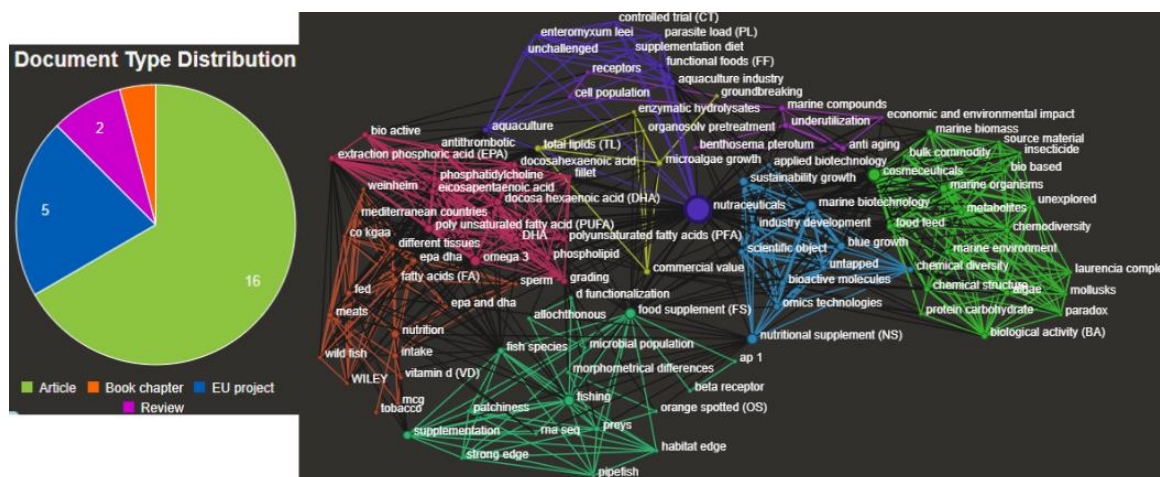 Document Type Distribution
2
5
16
Article
Book chapter
EU project
Review
controlled trial (CT)
enteromyxum leei
parasite load (PL)
unchallenged
supplementation diet
functional foods (FF)
receptors
aquaculture industry
cell population
groundbreaking
enzymatic hydrolysates
marine compounds
economic and environmental impact
aquaculture
organosolv pretreatment
underutilization
marine biomass
bio active
source material
antithrombotic
total lipids (TL)
benthosema pterotum
anti aging
bulk commodity
insecticide
extraction phosphoric acid (EPA)
docosahexaenoic acid
microalgae growth
applied biotechnology
bio based
phosphatidylcholine
fillet
sustainability growth
cosmeceuticals
weinheim
eicosapentaenoic acid
marine organisms
unexplored
docosa hexaenoic acid (DHA)
nutraceuticals
marine biotechnology
metabolites
mediterranean countries
poly unsaturated fatty acid (PUFA)
industry development
food feed
chemodiversity
co kgaa
DHA
polyunsaturated fatty acids (PFA)
different tissues
scientific object
blue growth
marine environment
epa dha
omega 3
phospholipid
untapped
chemical diversity
laurencia comple
fatty acids (FA)
sperm
grading
commercial value
bioactive molecules
chemical structure
algae
mollusks
fed
epa and dha
d functionalization
omics technologies
protein carbohydrate
paradox
meats
allochthonous
food supplement (FS)
nutrition
nutritional supplement (NS)
biological activity (BA)
wild fish
intake
fish species
microbial population
ap 1
WILEY
vitamin d (VD)
morphometrical differences
beta receptor
mcg
fishing
tobacco
patchiness
orange spotted (OS)
supplementation
rna seq
preys
strong edge
habitat edge
pipefish